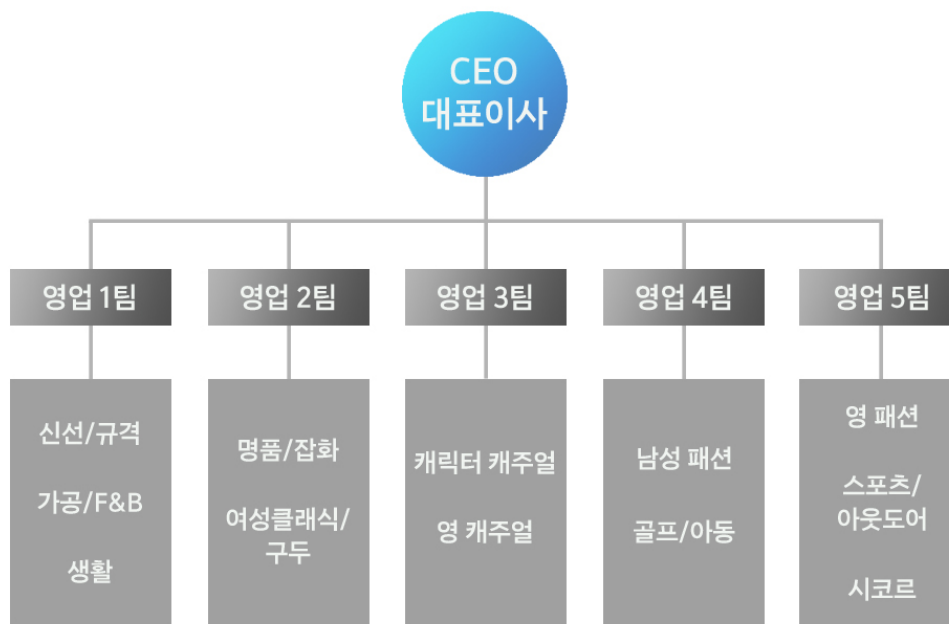 CEO
대표이사
영업 1팀
영업 2팀
영업 3팀
영업 4팀
영업 5팀
신선/규격
가공/F&B
생활
명품/잡화
여성클래식/
구두
캐릭터 캐주얼
영 캐주얼
남성 패션
골프/아동
영 패션
스포츠/
아웃도어
시코르